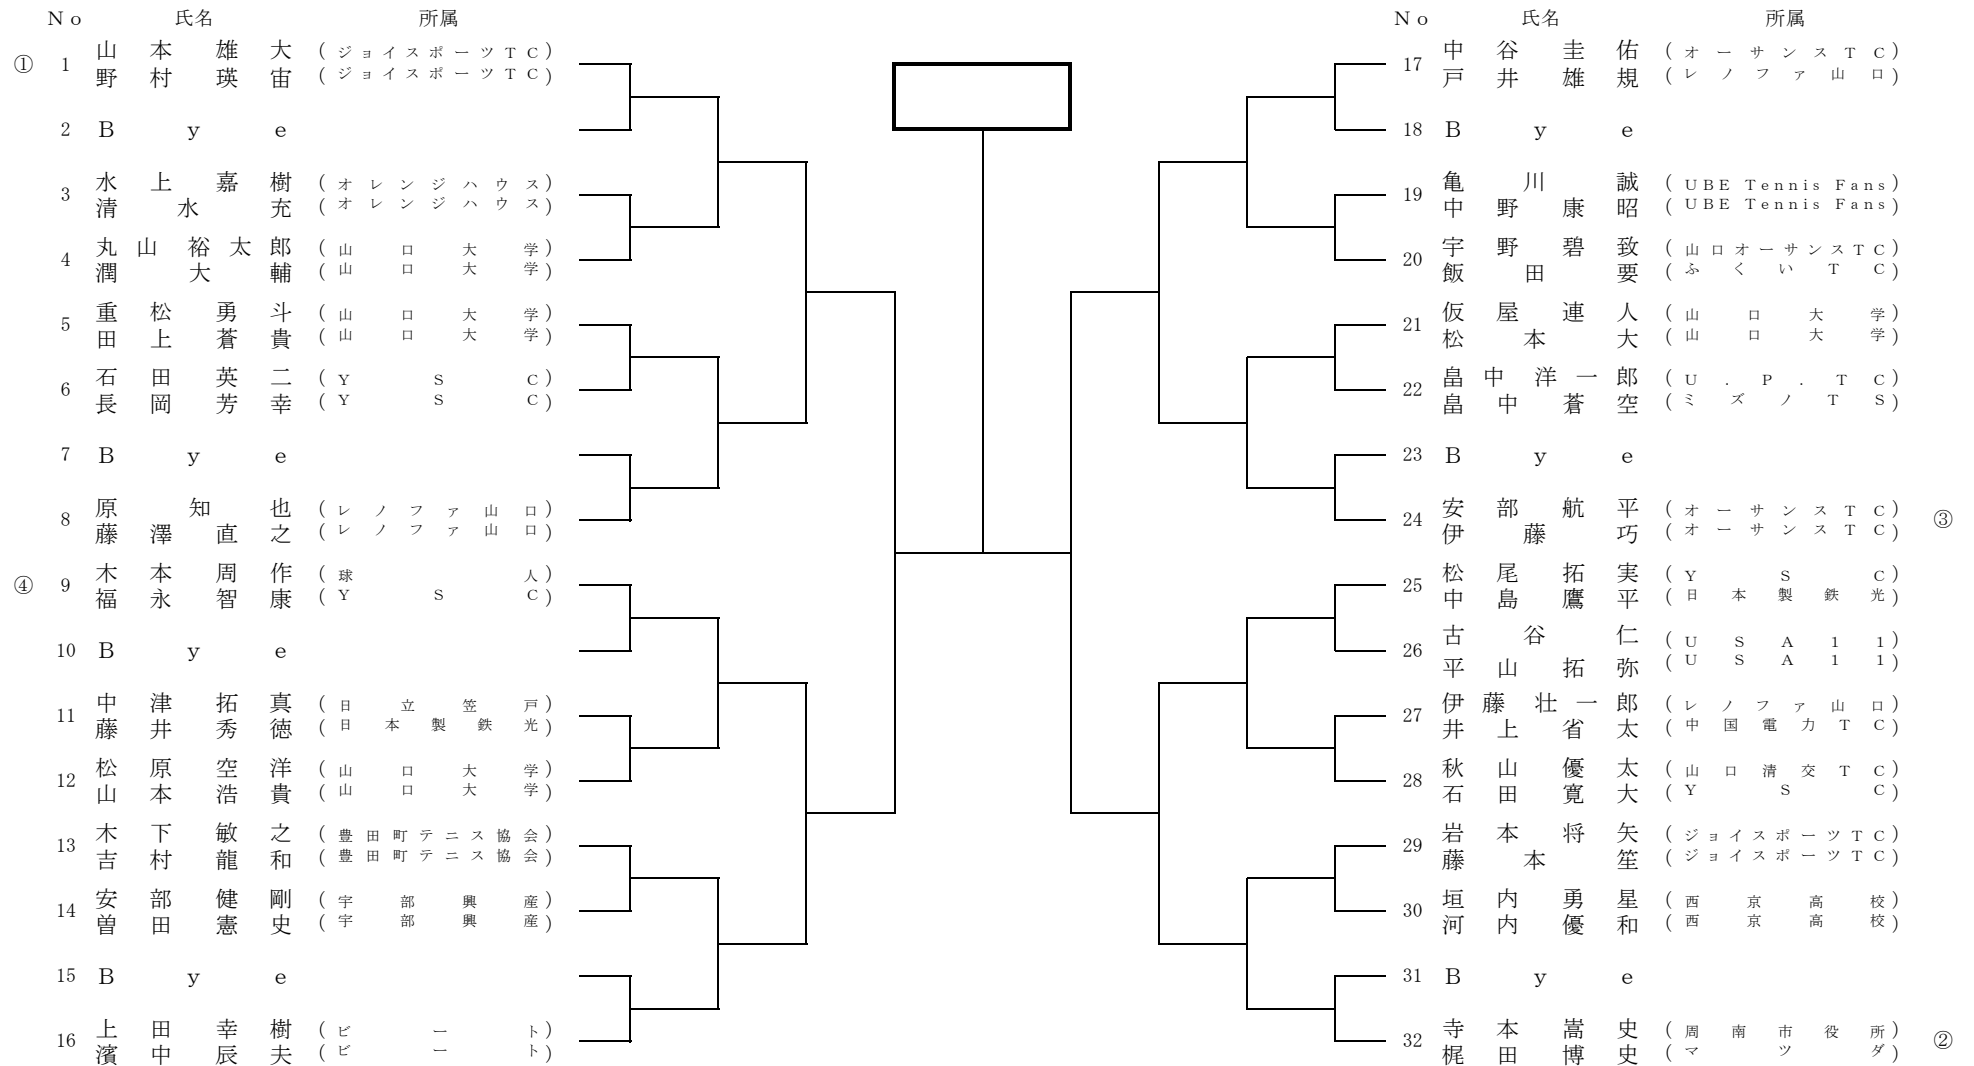 No 氏名 所属
① 1 山本雄大 (ジョイスポーツTC)
野村瑛宙 (ジョイスポーツTC)
2 Bye
3 水上嘉樹 (オレンジハウス)
清水充 (オレンジハウス)
4 丸山裕太郎 (山口大学)
潤大輔 (山口大学)
5 重松勇斗 (山口大学)
田上蒼貴 (山口大学)
6 石田英二 (YSC)
長岡芳幸 (YSC)
7 Bye
8 原知也 (レノファ山口)
藤澤直之 (レノファ山口)
④ 9 木本周作 (球人)
福永智康 (YSC)
10 Bye
11 中津拓真 (日立笠戸)
藤井秀徳 (日本製鉄光)
12 松原空洋 (山口大学)
山本浩貴 (山口大学)
13 木下敏之 (豊田町テニス協会)
吉村龍和 (豊田町テニス協会)
14 安部健剛 (宇部興産)
曽田憲史 (宇部興産)
15 Bye
16 上田幸樹 (ビート)
濱中辰夫 (ビート)
No 氏名 所属
17 中谷圭佑 (オーサンスTC)
戸井雄規 (レノファ山口)
18 Bye
19 亀川誠 (UBE Tennis Fans)
中野康昭 (UBE Tennis Fans)
20 宇野碧致 (山口オーサンスTC)
飯田要 (ふくいTC)
21 仮屋連人 (山口大学)
松本大 (山口大学)
22 畠中洋一郎 (U.P.TC)
畠中蒼空 (ミズノTS)
23 Bye
24 安部航平 (オーサンスTC) ③
伊藤巧 (オーサンスTC)
25 松尾拓実 (YSC)
中島鷹平 (日本製鉄光)
26 古谷仁 (USA11)
平山拓弥 (USA11)
27 伊藤壮一郎 (レノファ山口)
井上省太 (中国電力TC)
28 秋山優太 (山口清交TC)
石田寛大 (YSC)
29 岩本将矢 (ジョイスポーツTC)
藤本笙 (ジョイスポーツTC)
30 垣内勇星 (西京高校)
河内優和 (西京高校)
31 Bye
32 寺本嵩史 (周南市役所) ②
梶田博史 (マツダ)